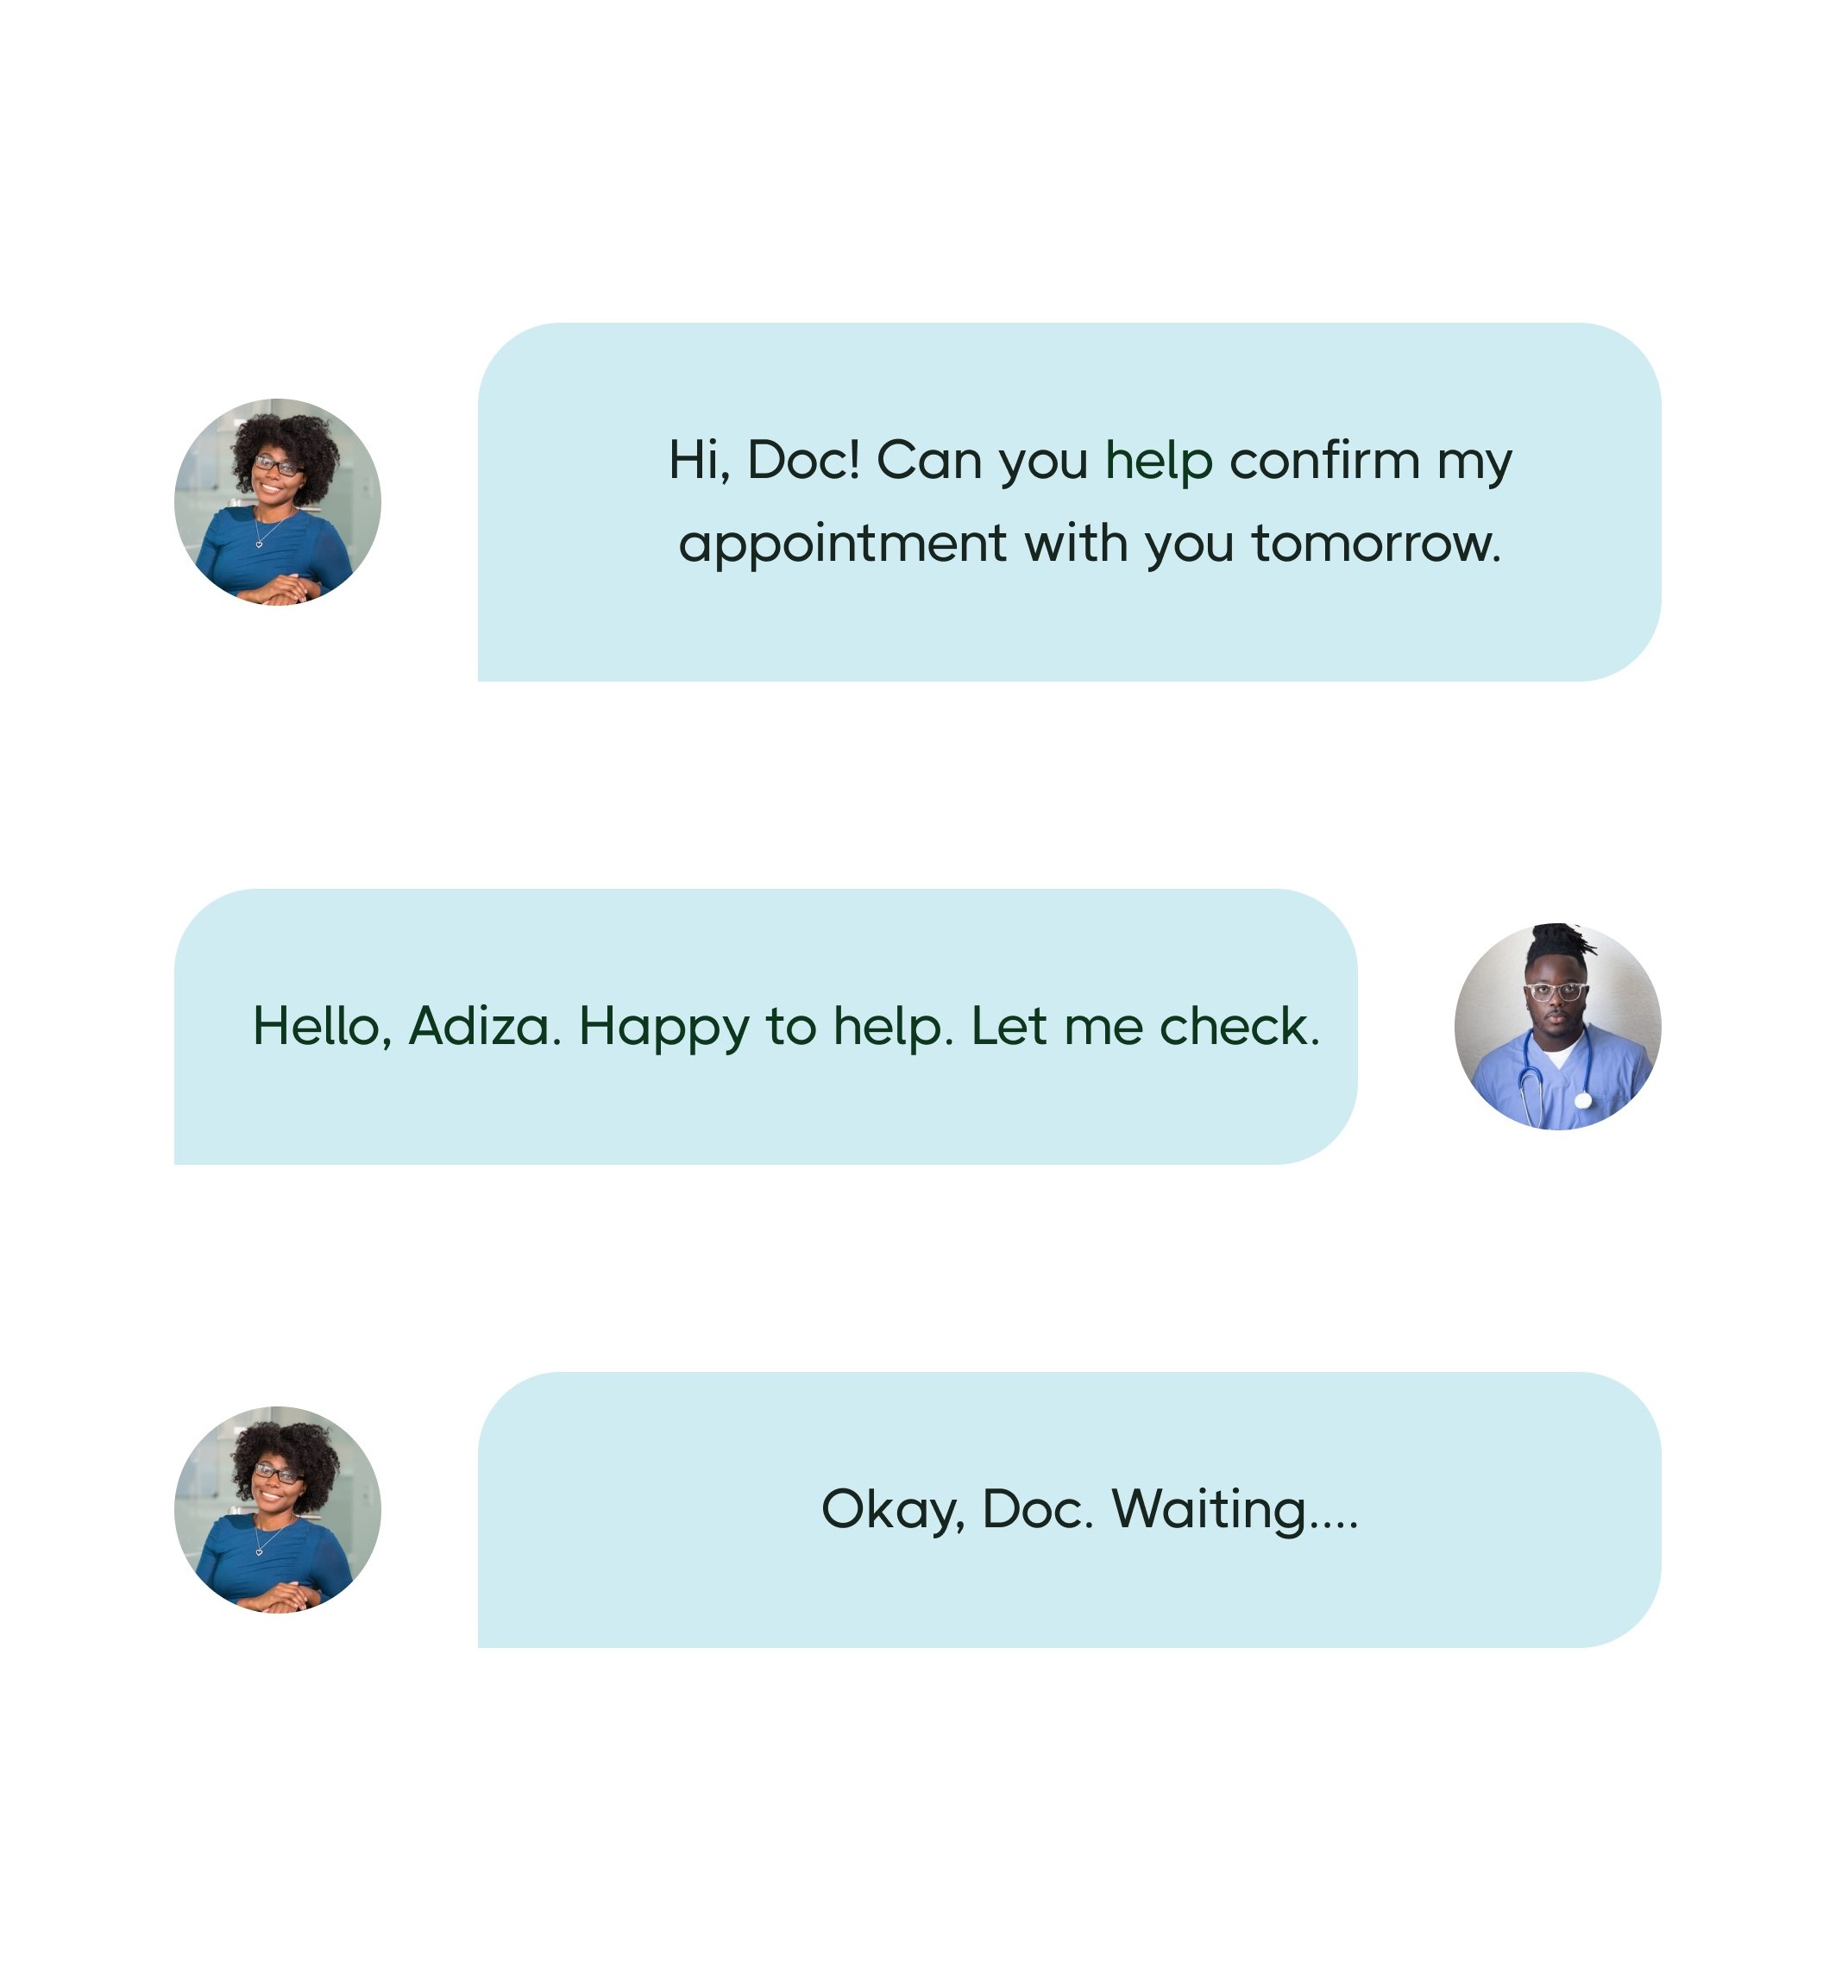 Hi, Doc! Can you help confirm my
appointment with you tomorrow.
Hello, Adiza. Happy to help. Let me check.
Okay, Doc. Waiting....